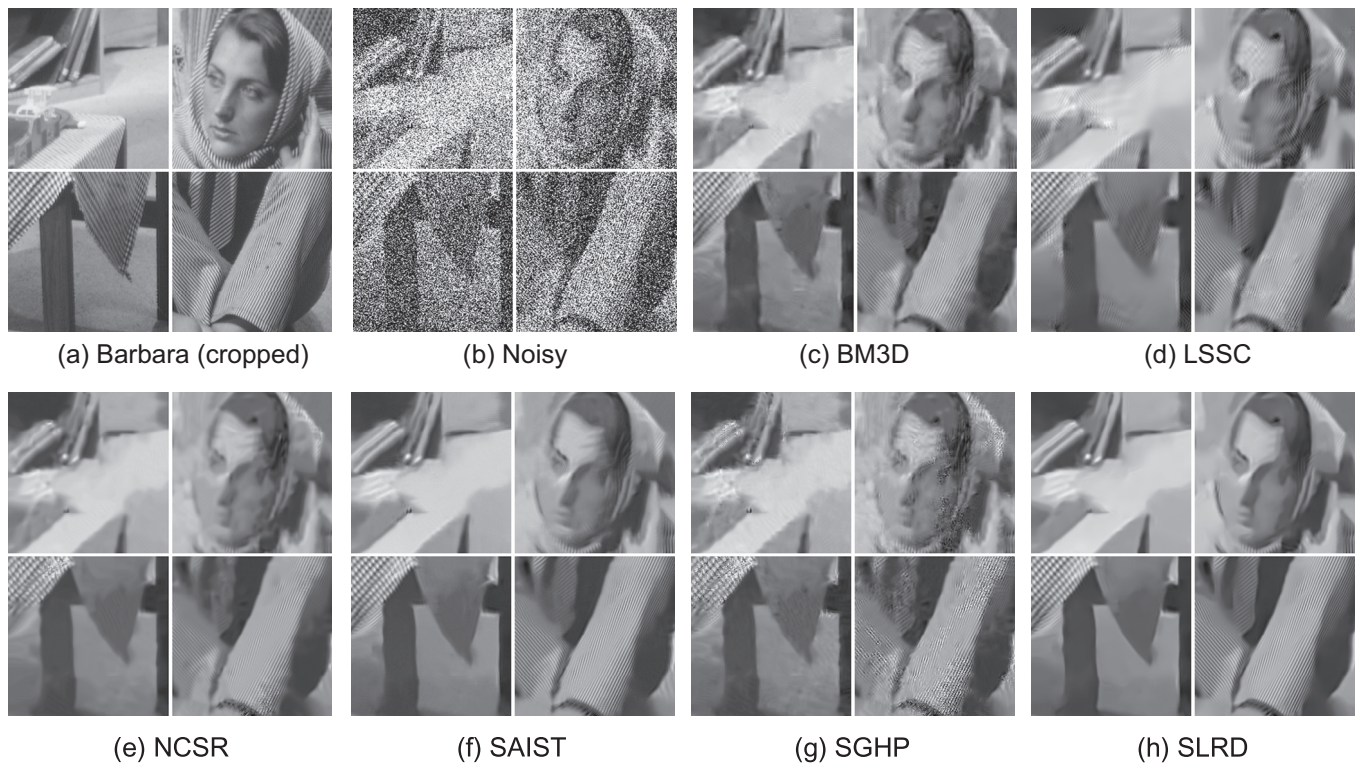 (a) Barbara (cropped)
(b) Noisy
(c) BM3D
(d) LSSC
(e) NCSR
(f) SAIST
(g) SGHP
(h) SLRD